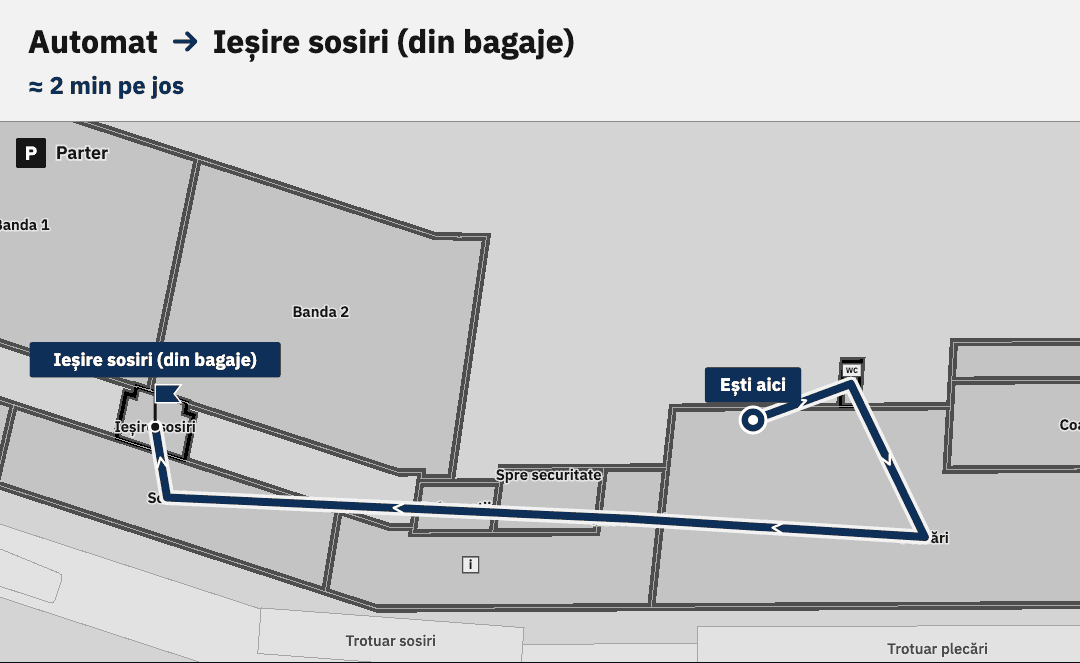 Automat → Ieșire sosiri (din bagaje)
≈ 2 min pe jos
P Parter
Banda 1
Banda 2
Ieșire sosiri (din bagaje)
Ești aici
WC
Ieșire sosiri
Spre securitate
i
Trotuar sosiri
Trotuar plecări